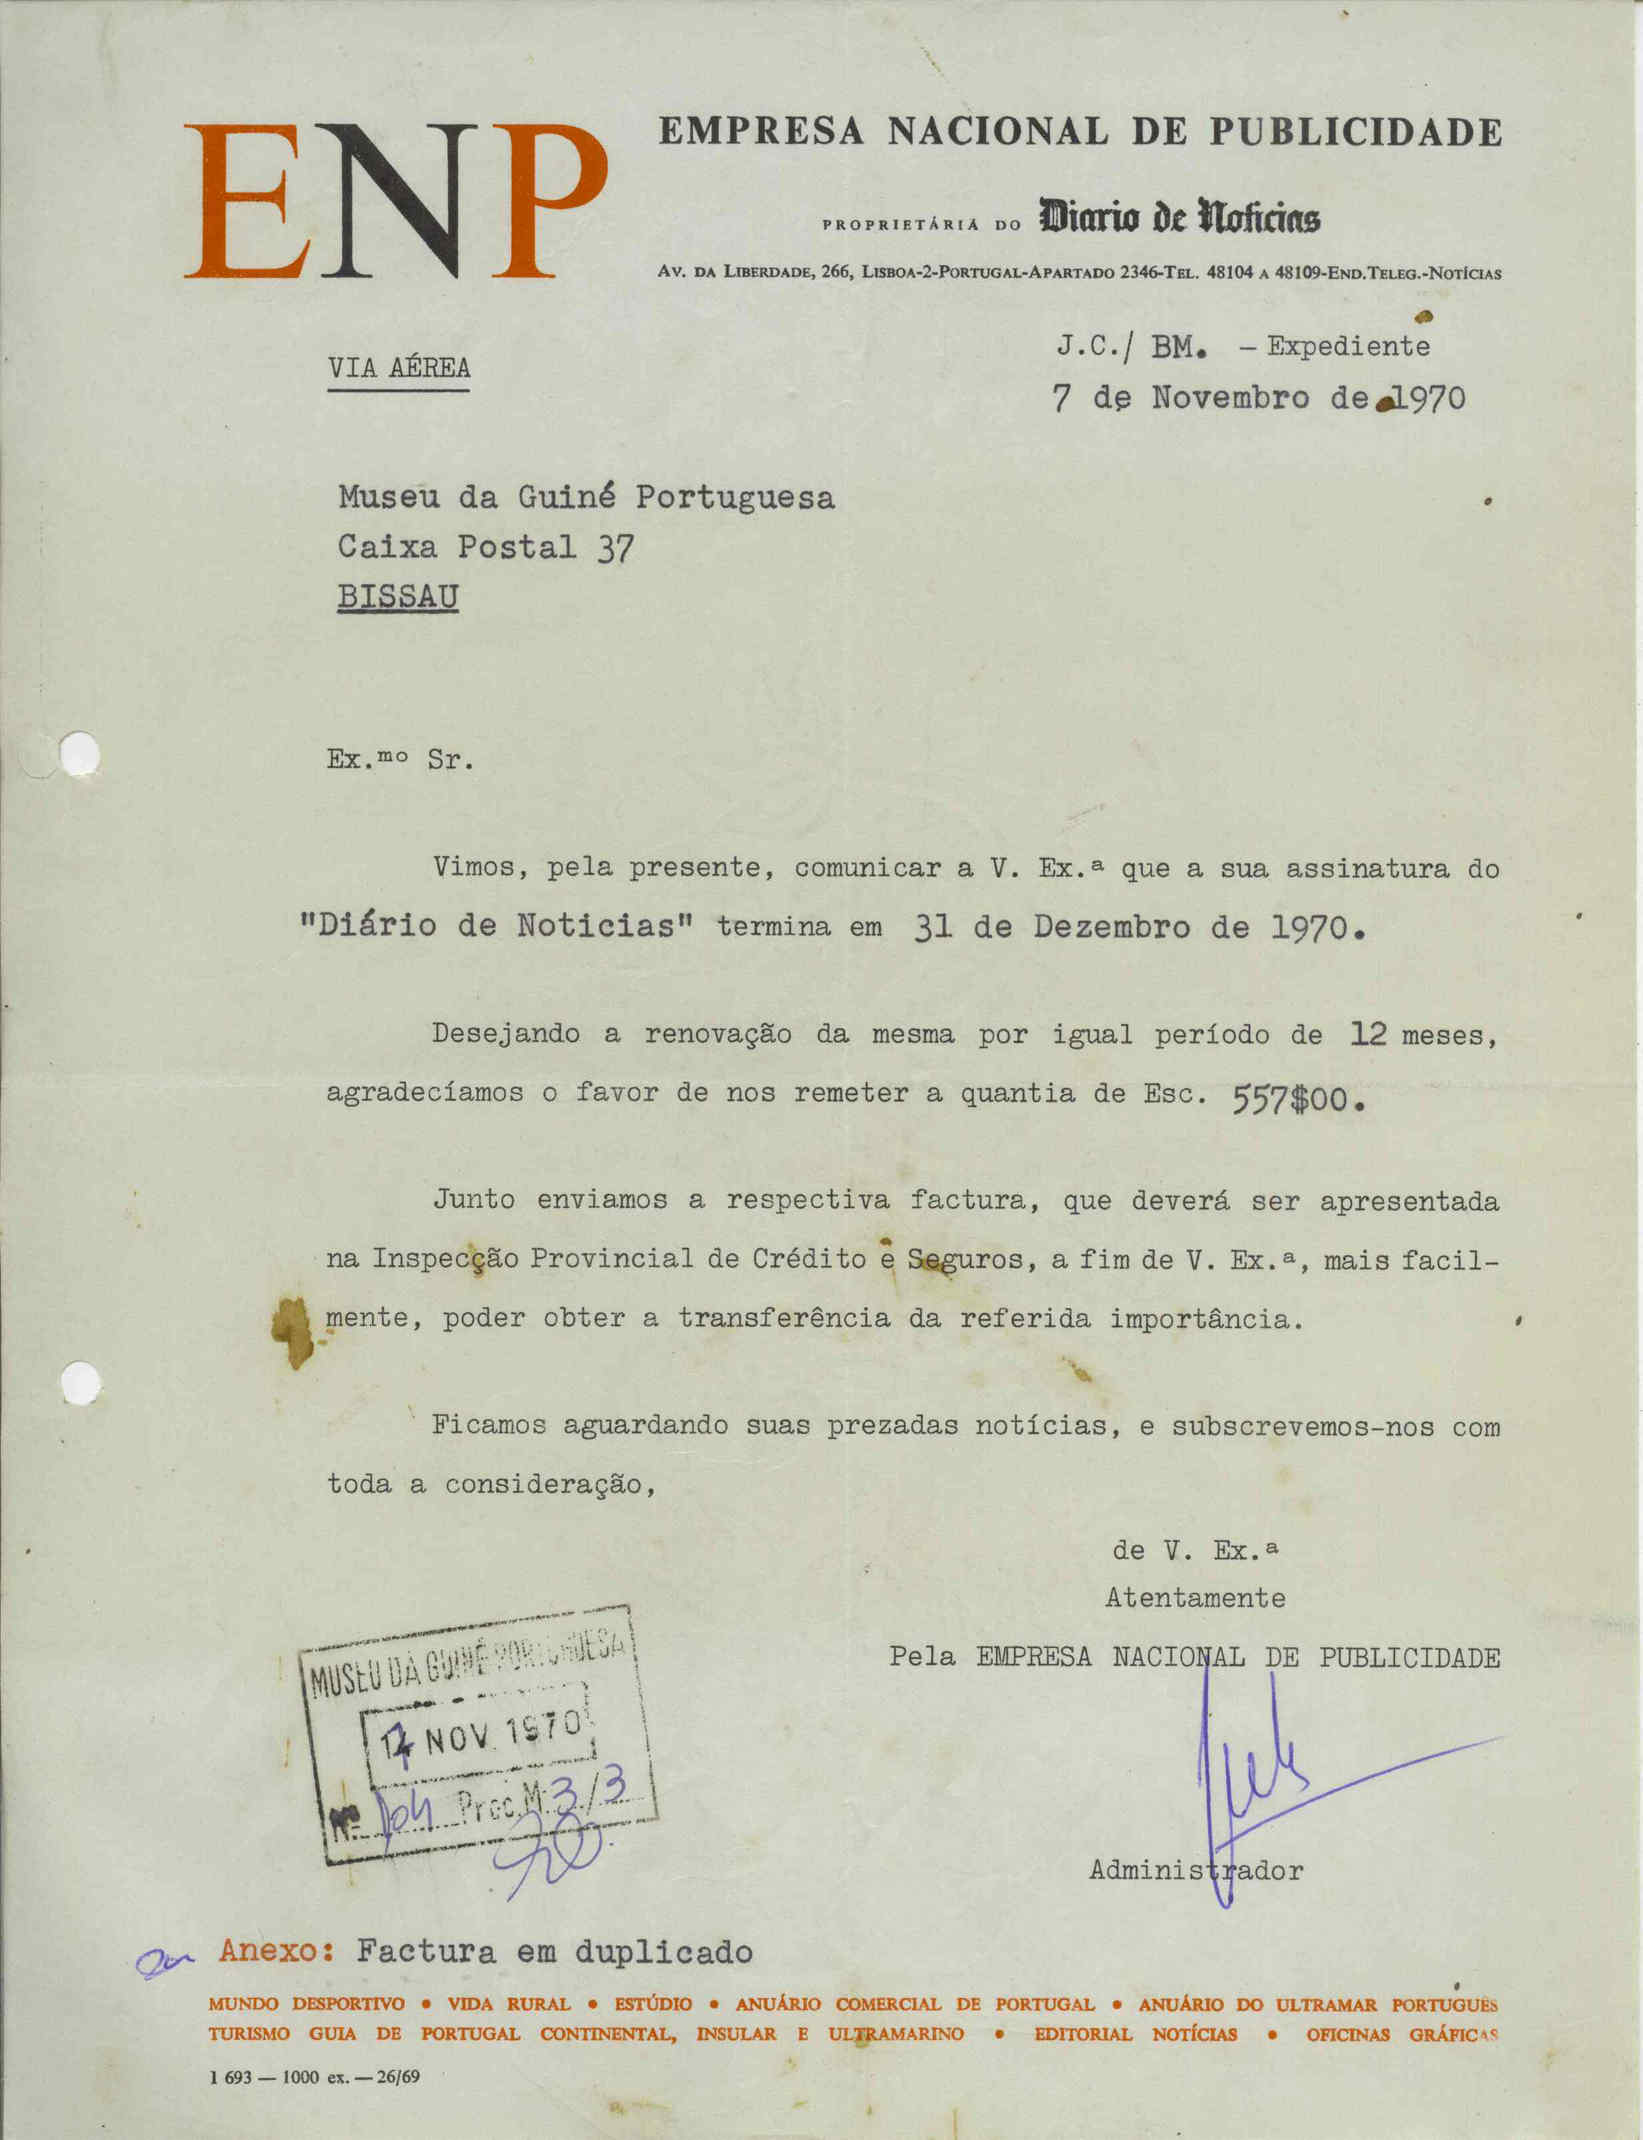 ENP
EMPRESA NACIONAL DE PUBLICIDADE
PROPRIETÁRIA DO Diario de Noticias
AV. DA LIBERDADE, 266, LISBOA-2-PORTUGAL-APARTADO 2346-TEL. 48104 A 48109-END.TELEG.-NOTÍCIAS
J.C./ BM. - Expediente
VIA AÉREA
7 de Novembro de 1970
Museu da Guiné Portuguesa
Caixa Postal 37
BISSAU
Ex.mo Sr.
Vimos, pela presente, comunicar a V. Ex.ª que a sua assinatura do
"Diário de Noticias" termina em 31 de Dezembro de 1970.
Desejando a renovação da mesma por igual período de 12 meses,
agradecíamos o favor de nos remeter a quantia de Esc. 557$00.
Junto enviamos a respectiva factura, que deverá ser apresentada
na Inspecção Provincial de Crédito e Seguros, a fim de V. Ex.ª, mais facil-
mente, poder obter a transferência da referida importância.
Ficamos aguardando suas prezadas notícias, e subscrevemos-nos com
toda a consideração,
de V. Ex.ª
Atentamente
Pela EMPRESA NACIONAL DE PUBLICIDADE
MUSEU DA GUINÉ PORTUGUESA
NOV. 1970
Nº 104 Proc. M 3/3
Administrador
Anexo: Factura em duplicado
MUNDO DESPORTIVO • VIDA RURAL • ESTÚDIO • ANUÁRIO COMERCIAL DE PORTUGAL • ANUÁRIO DO ULTRAMAR PORTUGUÊS
TURISMO GUIA DE PORTUGAL CONTINENTAL, INSULAR E ULTRAMARINO • EDITORIAL NOTÍCIAS • OFICINAS GRÁFICAS
1 693 — 1000 ex. — 26/69